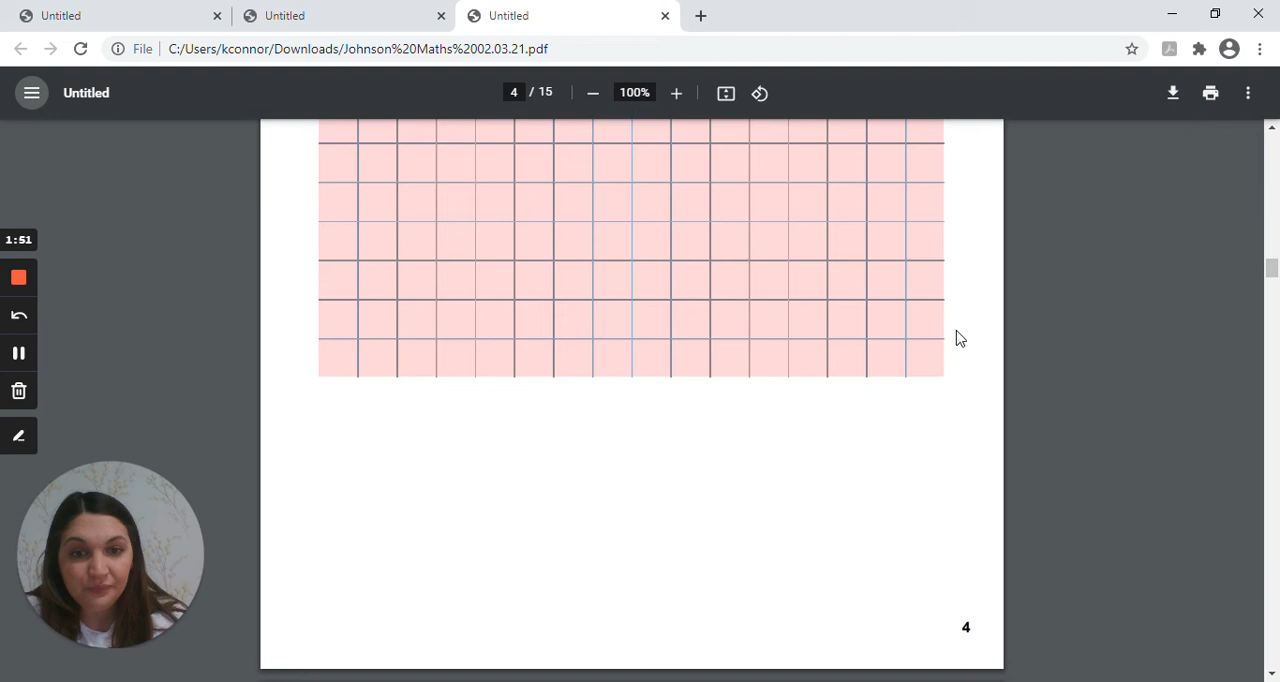 Untitled
Untitled
Untitled
File C:/Users/kconnor/Downloads/Johnson%20Maths%2002.03.21.pdf
Untitled
4 / 15
100%
1:51
4